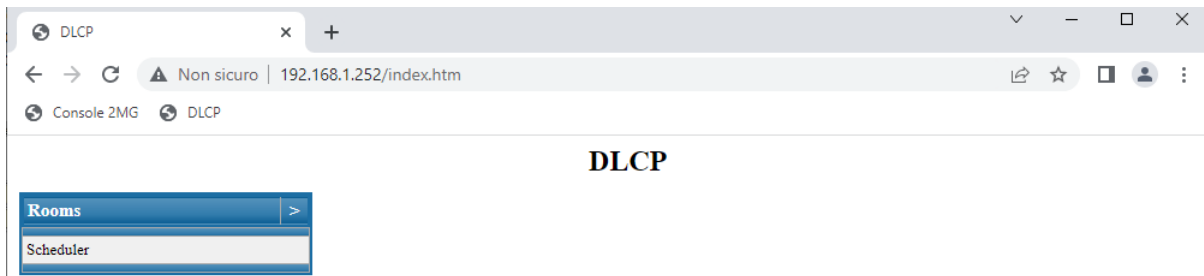 DLCP
Non sicuro | 192.168.1.252/index.htm
Console 2MG DLCP
DLCP
Rooms >
Scheduler